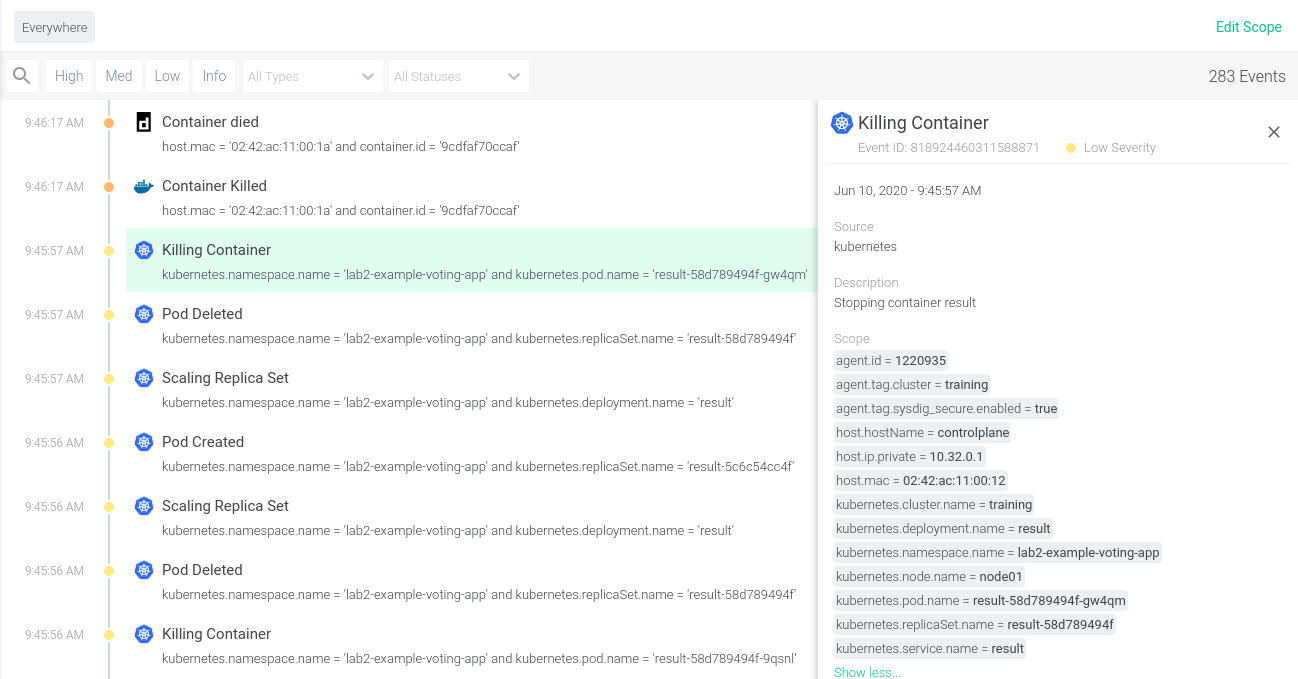 Everywhere
Edit Scope
High Med Low Info All Types All Statuses 283 Events
9:46:17 AM Container died
host.mac = '02:42:ac:11:00:1a' and container.id = '9cdfaf70ccaf'
9:46:17 AM Container Killed
host.mac = '02:42:ac:11:00:1a' and container.id = '9cdfaf70ccaf'
9:45:57 AM Killing Container
kubernetes.namespace.name = 'lab2-example-voting-app' and kubernetes.pod.name = 'result-58d789494f-gw4qm'
9:45:57 AM Pod Deleted
kubernetes.namespace.name = 'lab2-example-voting-app' and kubernetes.replicaSet.name = 'result-58d789494f'
9:45:57 AM Scaling Replica Set
kubernetes.namespace.name = 'lab2-example-voting-app' and kubernetes.deployment.name = 'result'
9:45:56 AM Pod Created
kubernetes.namespace.name = 'lab2-example-voting-app' and kubernetes.replicaSet.name = 'result-5c6c54cc4f'
9:45:56 AM Scaling Replica Set
kubernetes.namespace.name = 'lab2-example-voting-app' and kubernetes.deployment.name = 'result'
9:45:56 AM Pod Deleted
kubernetes.namespace.name = 'lab2-example-voting-app' and kubernetes.replicaSet.name = 'result-58d789494f'
9:45:56 AM Killing Container
kubernetes.namespace.name = 'lab2-example-voting-app' and kubernetes.pod.name = 'result-58d789494f-9qsnl'
Killing Container
Event ID: 818924460311588871 Low Severity
Jun 10, 2020 - 9:45:57 AM
Source
kubernetes
Description
Stopping container result
Scope
agent.id = 1220935
agent.tag.cluster = training
agent.tag.sysdig_secure.enabled = true
host.hostName = controlplane
host.ip.private = 10.32.0.1
host.mac = 02:42:ac:11:00:12
kubernetes.cluster.name = training
kubernetes.deployment.name = result
kubernetes.namespace.name = lab2-example-voting-app
kubernetes.node.name = node01
kubernetes.pod.name = result-58d789494f-gw4qm
kubernetes.replicaSet.name = result-58d789494f
kubernetes.service.name = result
Show less...